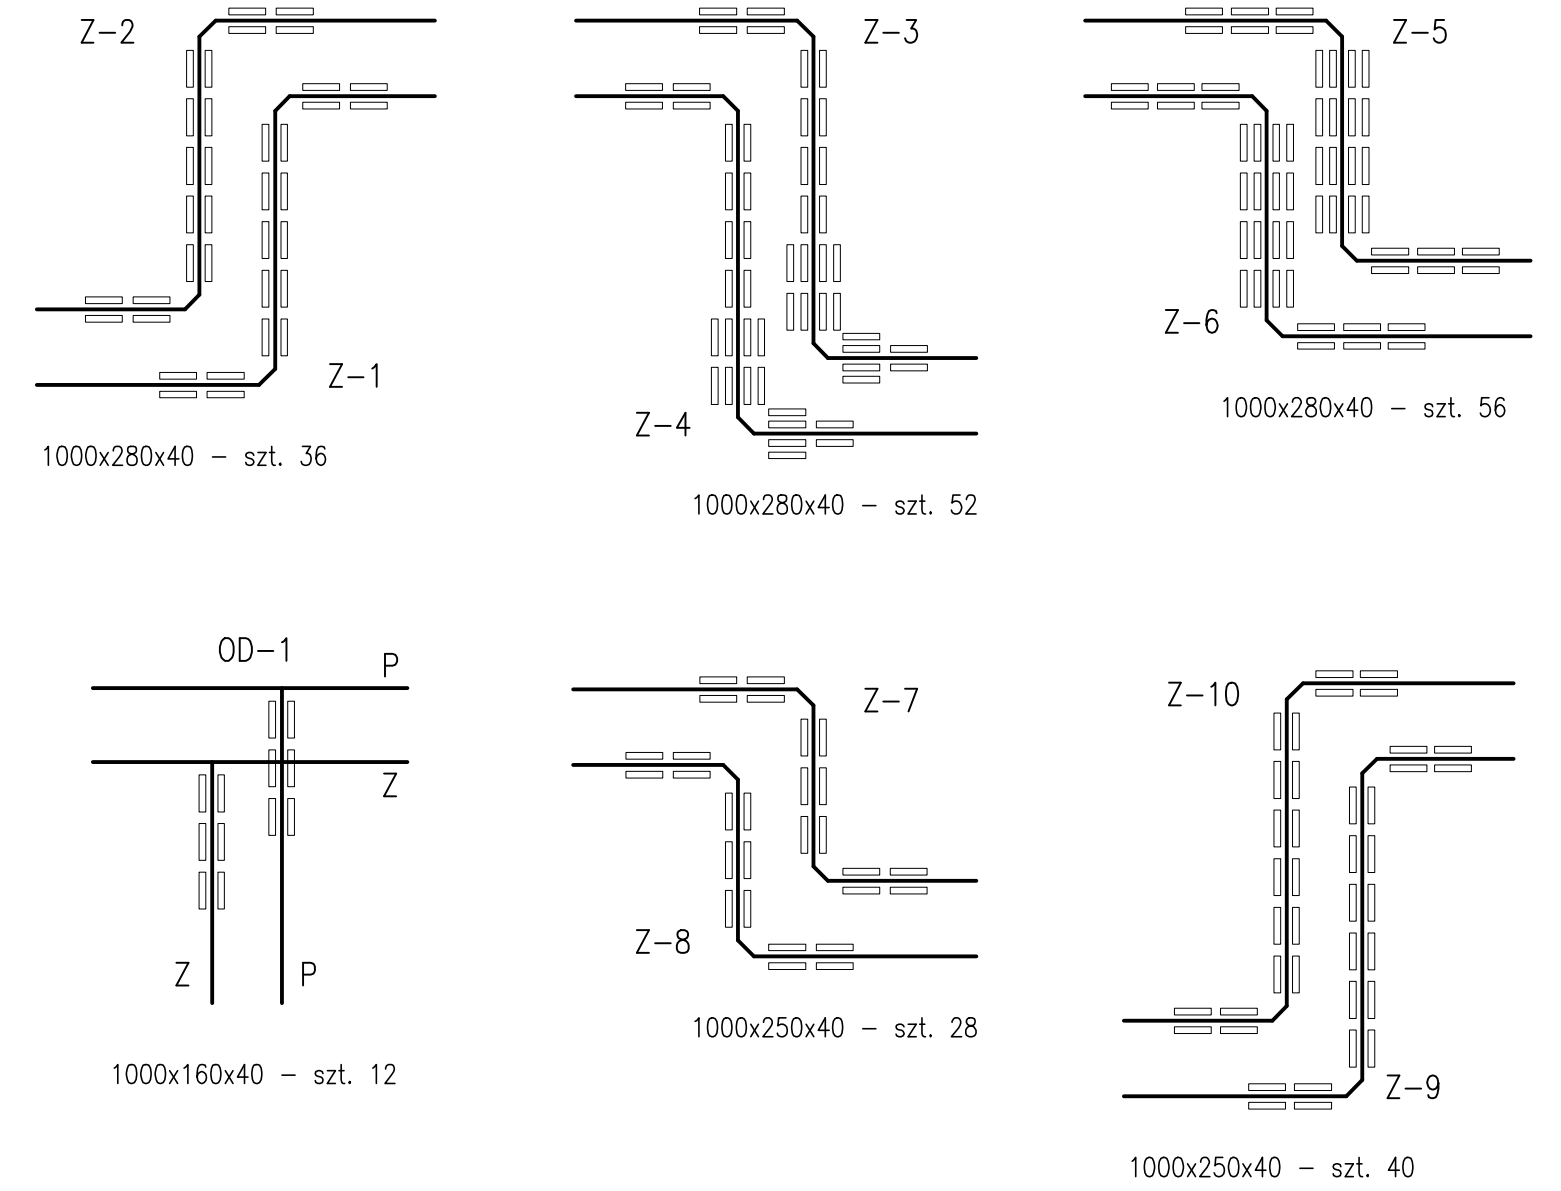 Z-2
Z-1
1000x280x40 - szt. 36
Z-3
Z-4
1000x280x40 - szt. 52
Z-5
Z-6
1000x280x40 - szt. 56
OD-1
P
Z
Z
P
1000x160x40 - szt. 12
Z-7
Z-8
1000x250x40 - szt. 28
Z-10
Z-9
1000x250x40 - szt. 40